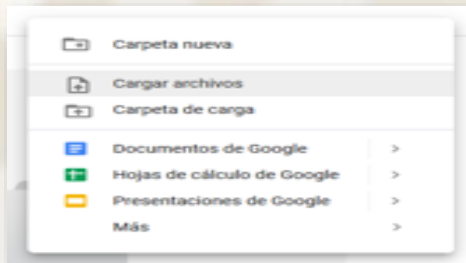 Carpeta nueva
Cargar archivos
Carpeta de carga
Documentos de Google
Hojas de cálculo de Google
Presentaciones de Google
Más